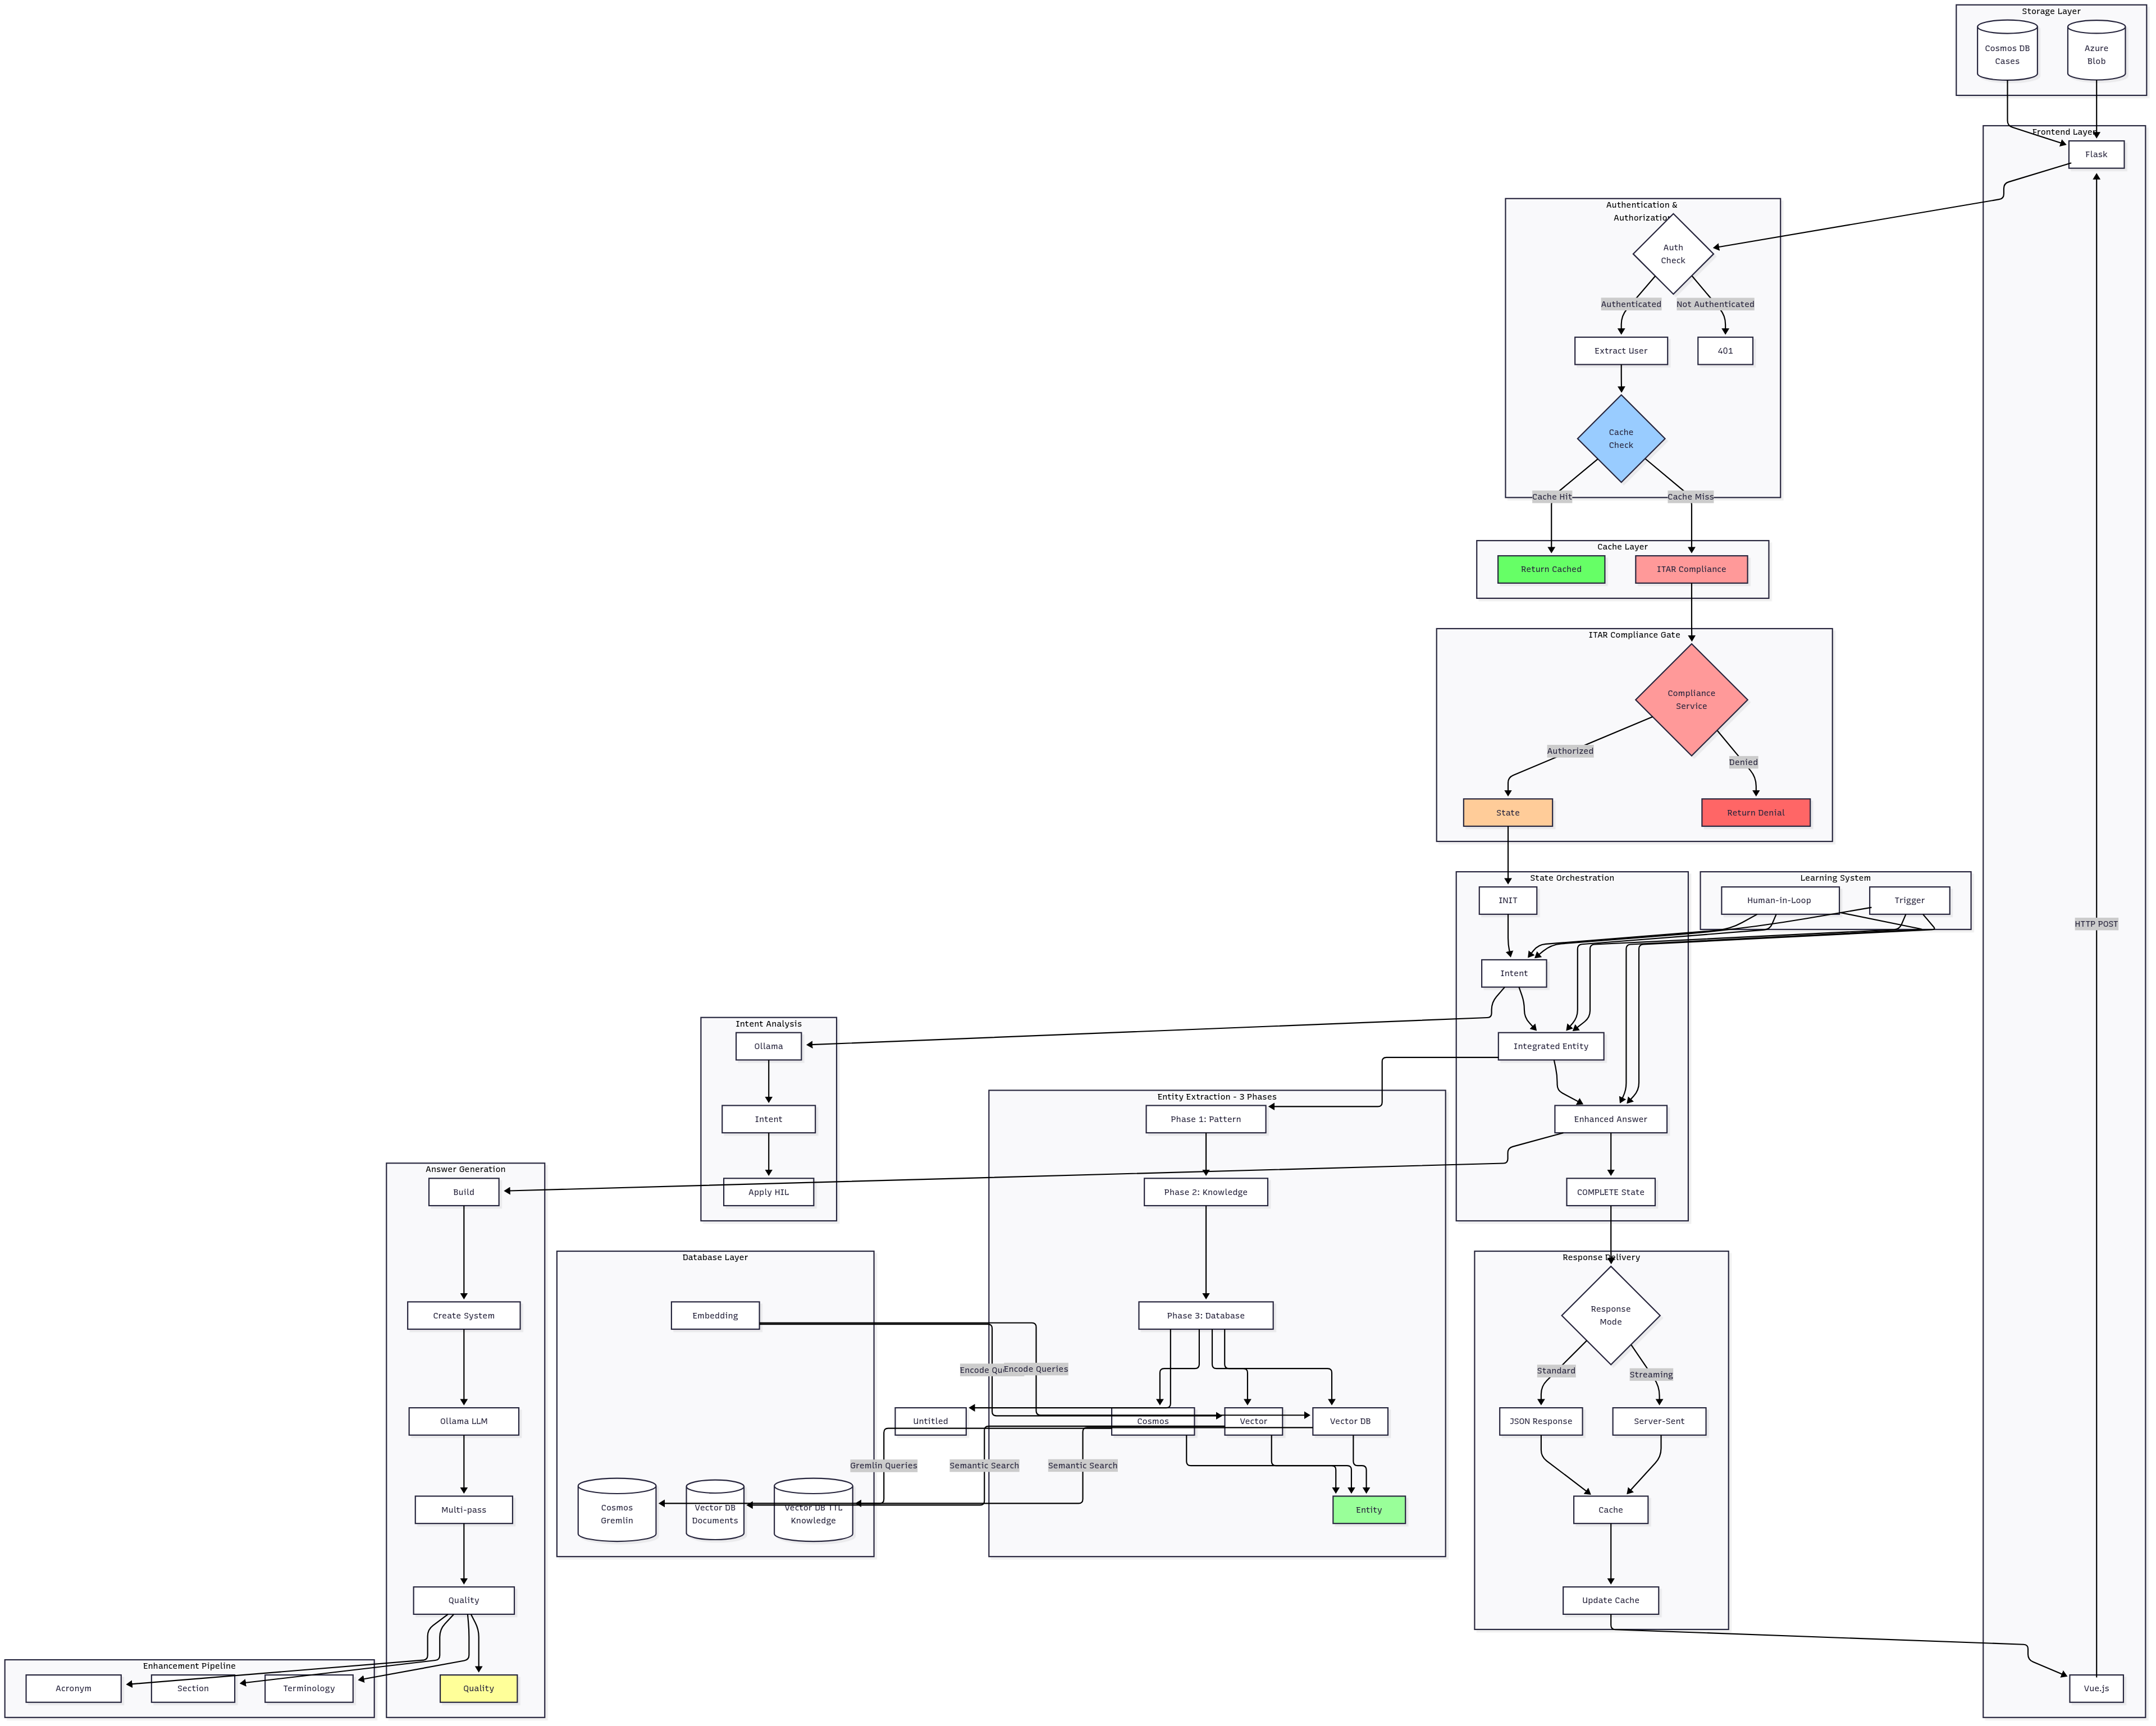 Storage Layer
Cosmos DB
Cases
Azure
Blob
Frontend Layer
Flask
Authentication &
Authorization
Auth
Check
Authenticated
Not Authenticated
Extract User
401
Cache
Check
Cache Hit
Cache Miss
Cache Layer
Return Cached
ITAR Compliance
ITAR Compliance Gate
Compliance
Service
Authorized
Denied
State
Return Denial
State Orchestration
Learning System
INIT
Human-in-Loop
Trigger
HTTP POST
Intent
Intent Analysis
Ollama
Integrated Entity
Entity Extraction - 3 Phases
Intent
Phase 1: Pattern
Enhanced Answer
Answer Generation
Build
Apply HIL
Phase 2: Knowledge
COMPLETE State
Database Layer
Response Delivery
Create System
Embedding
Phase 3: Database
Response
Mode
Encode Qu
Encode Queries
Standard
Streaming
Ollama LLM
Untitled
Cosmos
Vector
Vector DB
JSON Response
Server-Sent
Gremlin Queries
Semantic Search
Semantic Search
Multi-pass
Cosmos
Gremlin
Vector DB
Documents
Vector DB TTL
Knowledge
Entity
Cache
Quality
Update Cache
Enhancement Pipeline
Acronym
Section
Terminology
Quality
Vue.js